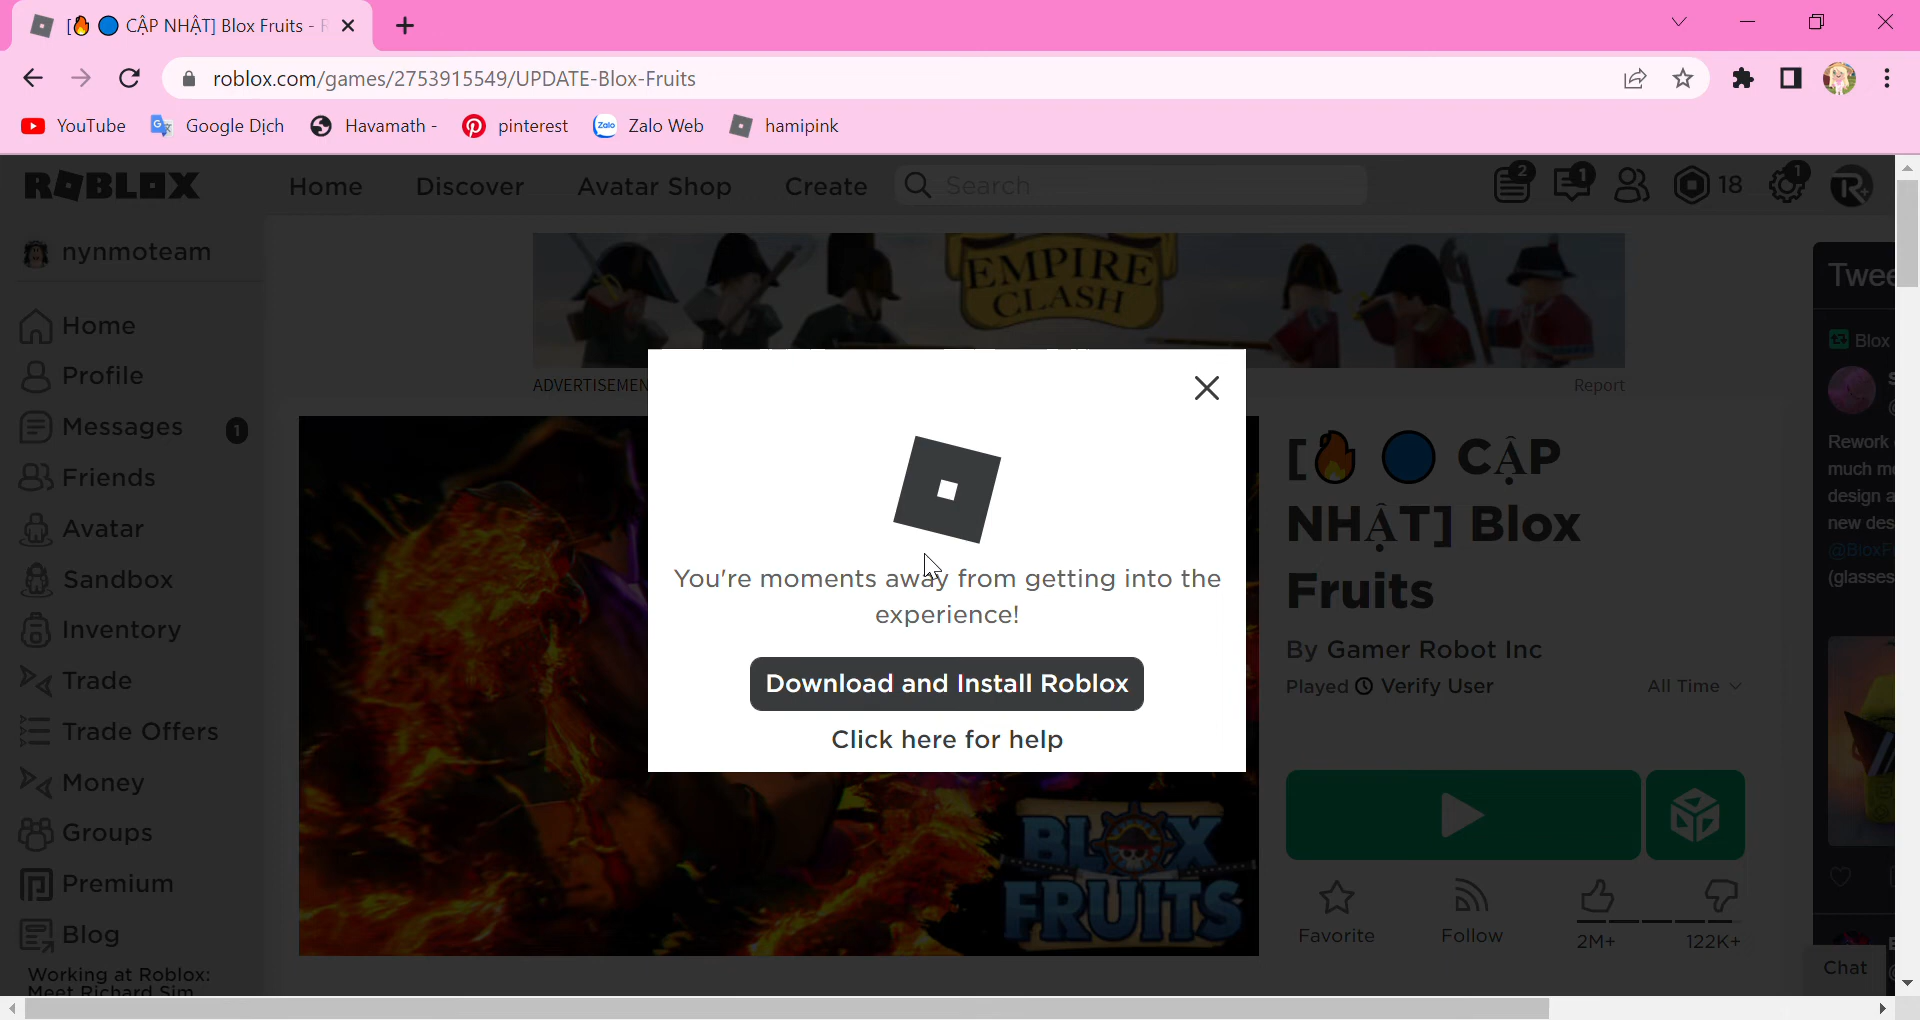 [🔥 🔵 CẬP NHẬT] Blox Fruits -
roblox.com/games/2753915549/UPDATE-Blox-Fruits
YouTube
Google Dịch
Havamath -
pinterest
Zalo Web
hamipink
ROBLOX
Home
Discover
Avatar Shop
Create
Search
2
1
18
1
nynmoteam
Home
Profile
Messages
1
Friends
Avatar
Sandbox
Inventory
Trade
Trade Offers
Money
Groups
Premium
Blog
Working at Roblox:
Meet Richard Sim
EMPIRE
CLASH
ADVERTISEMEN
Report
You're moments away from getting into the
experience!
Download and Install Roblox
Click here for help
BLOX
FRUITS
[🔥 🔵 CẬP
NHẬT] Blox
Fruits
By Gamer Robot Inc
Played Verify User
All Time
Favorite
Follow
2M+
122K+
Twee
Blox
Rework
much m
design a
new des
@BloxF
(glasses
Chat